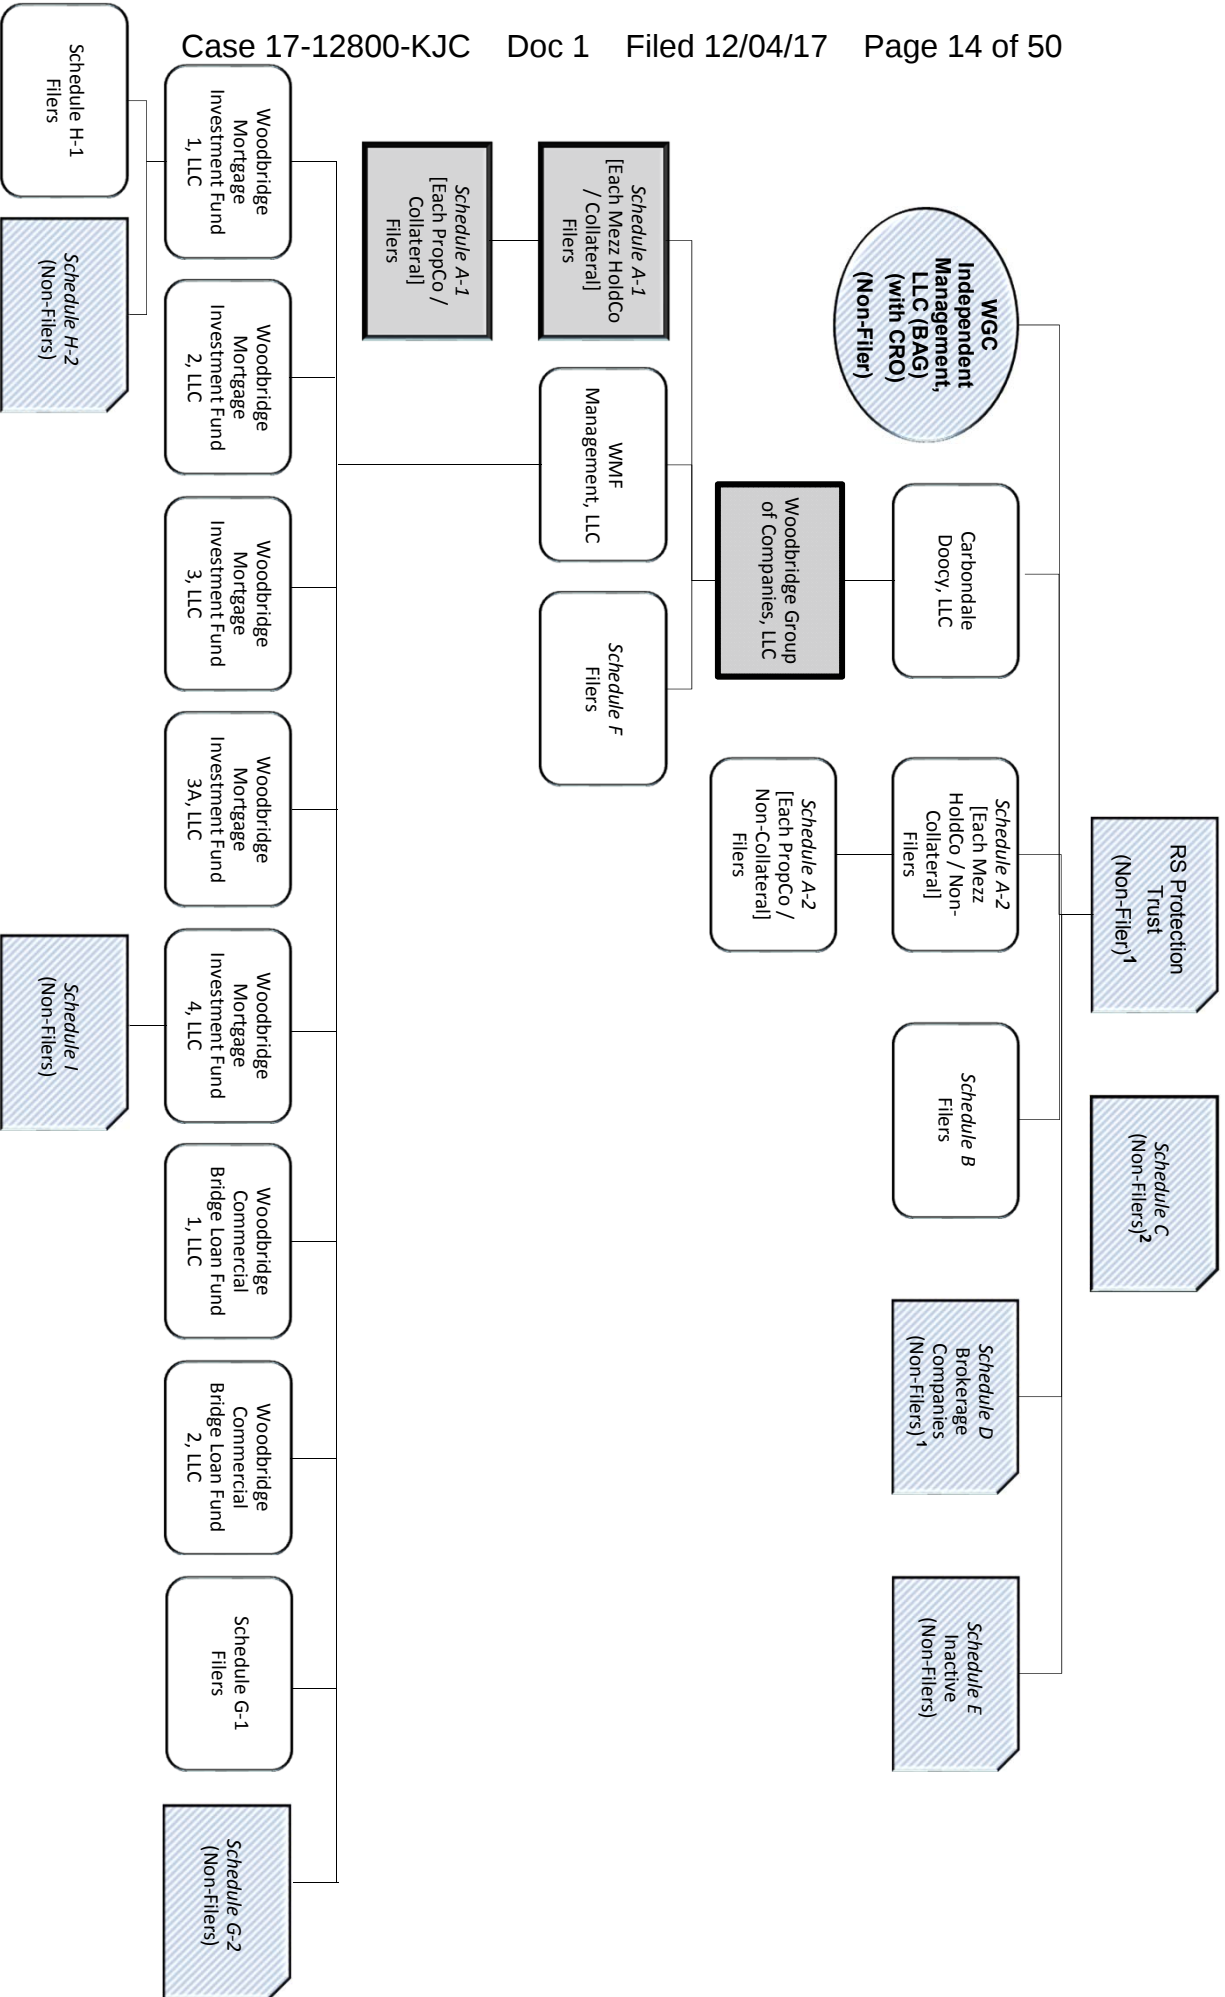 Case 17-12800-KJC Doc 1 Filed 12/04/17 Page 14 of 50
RS Protection
Trust
(Non-Filer)¹
Schedule C
(Non-Filers)²
WGC
Independent
Management,
LLC (BAG)
(with CRO)
(Non-Filer)
Carbondale
Doocy, LLC
Schedule A-2
[Each Mezz
HoldCo / Non-
Collateral]
Filers
Schedule B
Filers
Schedule D
Brokerage
Companies
(Non-Filers) ¹
Schedule E
Inactive
(Non-Filers)
Woodbridge Group
of Companies, LLC
Schedule A-2
[Each PropCo /
Non-Collateral]
Filers
Schedule A-1
[Each Mezz HoldCo
/ Collateral]
Filers
WMF
Management, LLC
Schedule F
Filers
Schedule A-1
[Each PropCo /
Collateral]
Filers
Woodbridge
Mortgage
Investment Fund
1, LLC
Woodbridge
Mortgage
Investment Fund
2, LLC
Woodbridge
Mortgage
Investment Fund
3, LLC
Woodbridge
Mortgage
Investment Fund
3A, LLC
Woodbridge
Mortgage
Investment Fund
4, LLC
Woodbridge
Commercial
Bridge Loan Fund
1, LLC
Woodbridge
Commercial
Bridge Loan Fund
2, LLC
Schedule G-1
Filers
Schedule G-2
(Non-Filers)
Schedule H-1
Filers
Schedule H-2
(Non-Filers)
Schedule I
(Non-Filers)